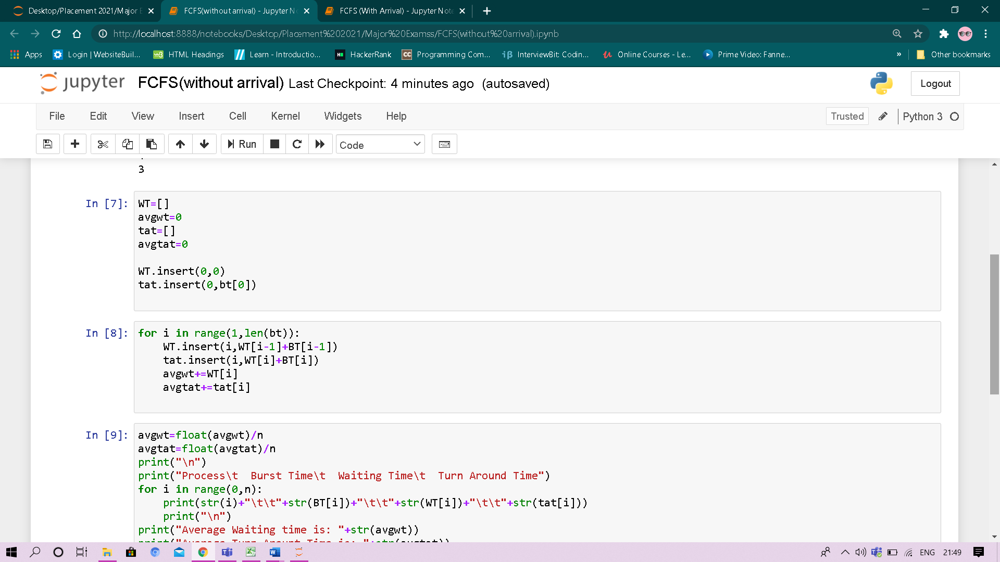 Desktop/Placement 2021/Major E
FCFS(without arrival) - Jupyter N
FCFS (With Arrival) - Jupyter Note
http://localhost:8888/notebooks/Desktop/Placement%202021/Major%20Examss/FCFS(without%20arrival).ipynb
Apps
Login | WebsiteBuil...
HTML Headings
Learn - Introductio...
HackerRank
Programming Com...
InterviewBit: Codin...
Online Courses - Le...
Prime Video: Fanne...
»
Other bookmarks
jupyter
FCFS(without arrival) Last Checkpoint: 4 minutes ago (autosaved)
Logout
File Edit View Insert Cell Kernel Widgets Help
Trusted
Python 3
Run
Code
3
In [7]:
WT=[]
avgwt=0
tat=[]
avgtat=0
WT.insert(0,0)
tat.insert(0,bt[0])
In [8]:
for i in range(1,len(bt)):
    WT.insert(i,WT[i-1]+BT[i-1])
    tat.insert(i,WT[i]+BT[i])
    avgwt+=WT[i]
    avgtat+=tat[i]
In [9]:
avgwt=float(avgwt)/n
avgtat=float(avgtat)/n
print("\n")
print("Process\t  Burst Time\t  Waiting Time\t  Turn Around Time")
for i in range(0,n):
    print(str(i)+"\t\t"+str(BT[i])+"\t\t"+str(WT[i])+"\t\t"+str(tat[i]))
    print("\n")
print("Average Waiting time is: "+str(avgwt))
ENG 21:49